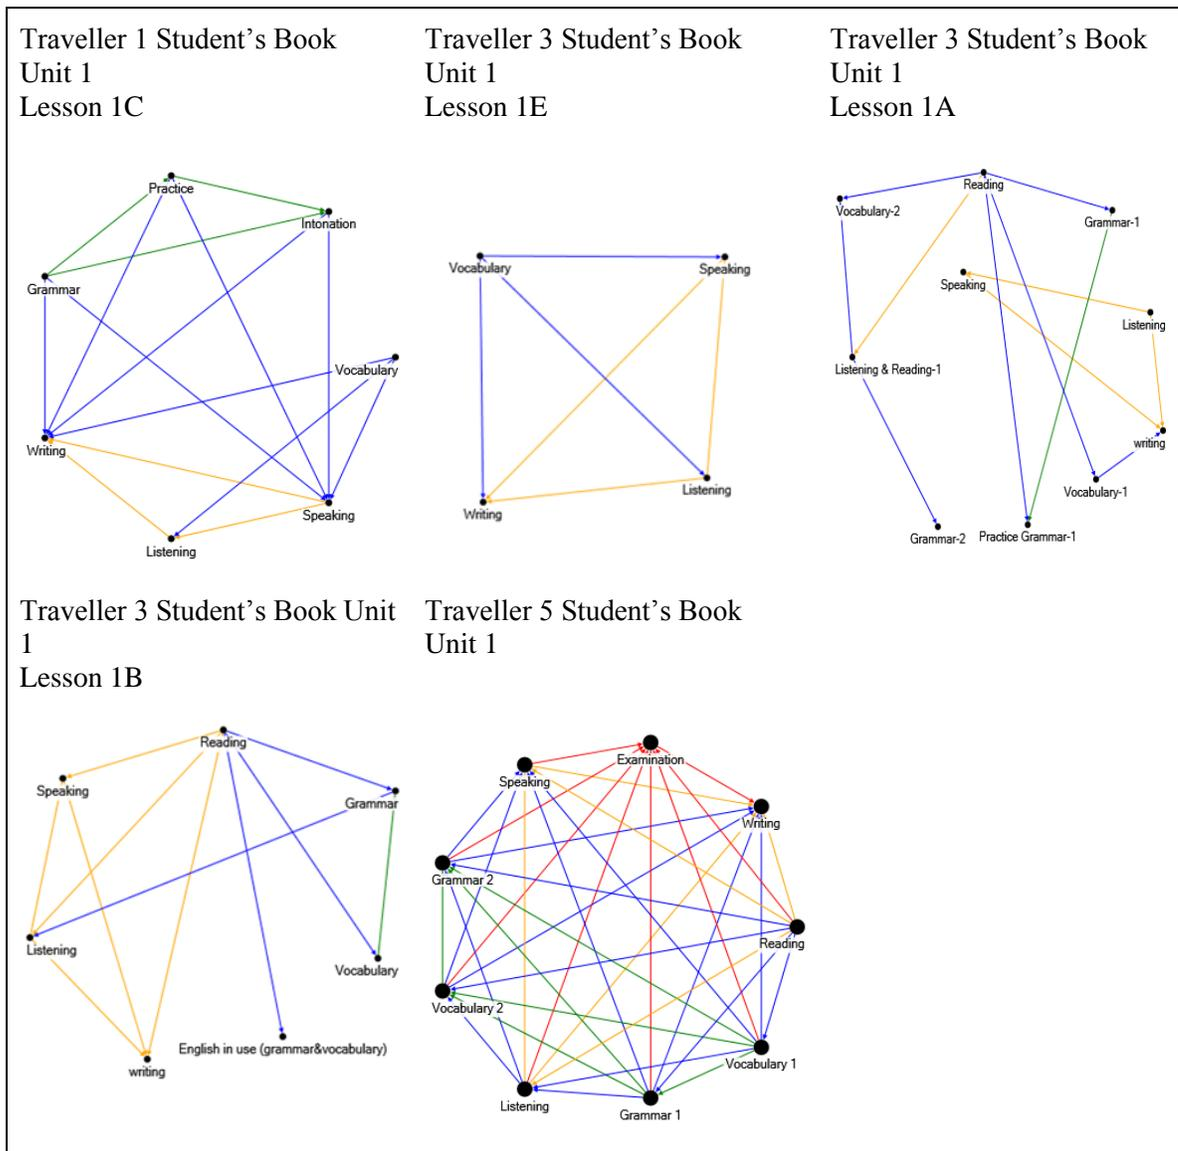 Traveller 1 Student’s Book
Unit 1
Lesson 1C
Practice
Intonation
Grammar
Vocabulary
Writing
Speaking
Listening
Traveller 3 Student’s Book
Unit 1
Lesson 1E
Vocabulary
Speaking
Listening
Writing
Traveller 3 Student’s Book
Unit 1
Lesson 1A
Reading
Vocabulary-2
Grammar-1
Speaking
Listening
Listening & Reading-1
writing
Vocabulary-1
Grammar-2
Practice Grammar-1
Traveller 3 Student’s Book Unit
1
Lesson 1B
Reading
Speaking
Grammar
Listening
Vocabulary
English in use (grammar&vocabulary)
writing
Traveller 5 Student’s Book
Unit 1
Examination
Speaking
Writing
Grammar 2
Reading
Vocabulary 2
Vocabulary 1
Listening
Grammar 1